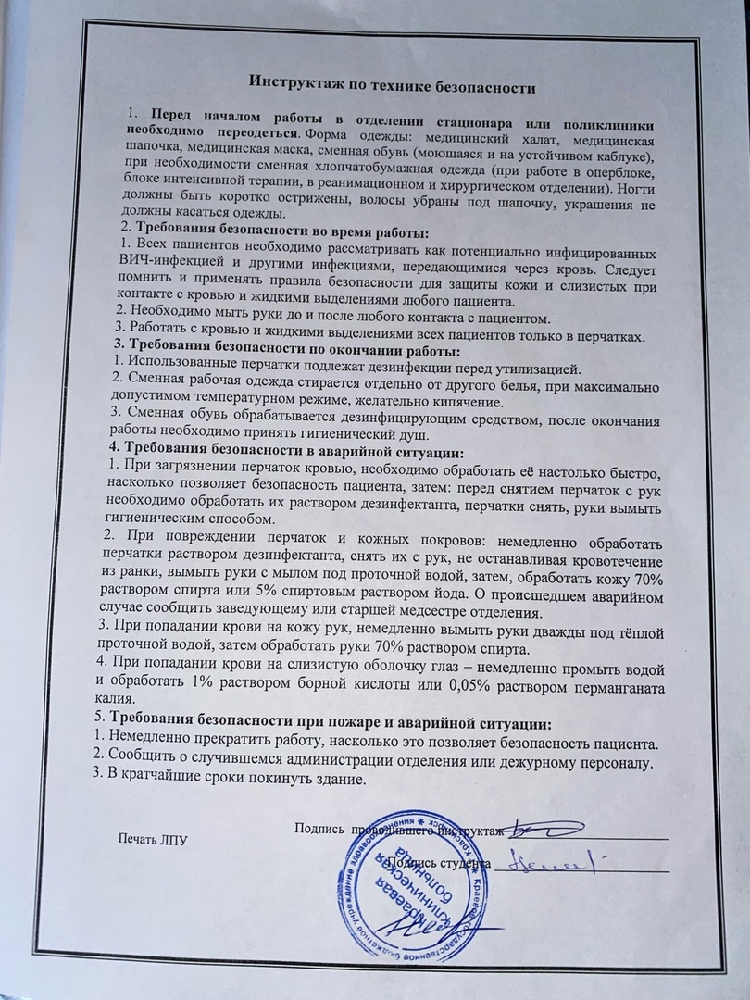 Инструктаж по технике безопасности
1. Перед началом работы в отделении стационара или поликлиники
необходимо переодеться. Форма одежды: медицинский халат, медицинская
шапочка, медицинская маска, сменная обувь (моющаяся и на устойчивом каблуке),
при необходимости сменная хлопчатобумажная одежда (при работе в оперблоке,
блоке интенсивной терапии, в реанимационном и хирургическом отделении). Ногти
должны быть коротко острижены, волосы убраны под шапочку, украшения не
должны касаться одежды.
2. Требования безопасности во время работы:
1. Всех пациентов необходимо рассматривать как потенциально инфицированных
ВИЧ-инфекцией и другими инфекциями, передающимися через кровь. Следует
помнить и применять правила безопасности для защиты кожи и слизистых при
контакте с кровью и жидкими выделениями любого пациента.
2. Необходимо мыть руки до и после любого контакта с пациентом.
3. Работать с кровью и жидкими выделениями всех пациентов только в перчатках.
3. Требования безопасности по окончании работы:
1. Использованные перчатки подлежат дезинфекции перед утилизацией.
2. Сменная рабочая одежда стирается отдельно от другого белья, при максимально
допустимом температурном режиме, желательно кипячение.
3. Сменная обувь обрабатывается дезинфицирующим средством, после окончания
работы необходимо принять гигиенический душ.
4. Требования безопасности в аварийной ситуации:
1. При загрязнении перчаток кровью, необходимо обработать её настолько быстро,
насколько позволяет безопасность пациента, затем: перед снятием перчаток с рук
необходимо обработать их раствором дезинфектанта, перчатки снять, руки вымыть
гигиеническим способом.
2. При повреждении перчаток и кожных покровов: немедленно обработать
перчатки раствором дезинфектанта, снять их с рук, не останавливая кровотечение
из ранки, вымыть руки с мылом под проточной водой, затем, обработать кожу 70%
раствором спирта или 5% спиртовым раствором йода. О происшедшем аварийном
случае сообщить заведующему или старшей медсестре отделения.
3. При попадании крови на кожу рук, немедленно вымыть руки дважды под тёплой
проточной водой, затем обработать руки 70% раствором спирта.
4. При попадании крови на слизистую оболочку глаз – немедленно промыть водой
и обработать 1% раствором борной кислоты или 0,05% раствором перманганата
калия.
5. Требования безопасности при пожаре и аварийной ситуации:
1. Немедленно прекратить работу, насколько это позволяет безопасность пациента.
2. Сообщить о случившемся администрации отделения или дежурному персоналу.
3. В кратчайшие сроки покинуть здание.
Подпись проводившего инструктаж
Печать ЛПУ
Подпись студента
Краевое государственное бюджетное учреждение здравоохранения * г. Красноярск *
Краевая
клиническая
больница